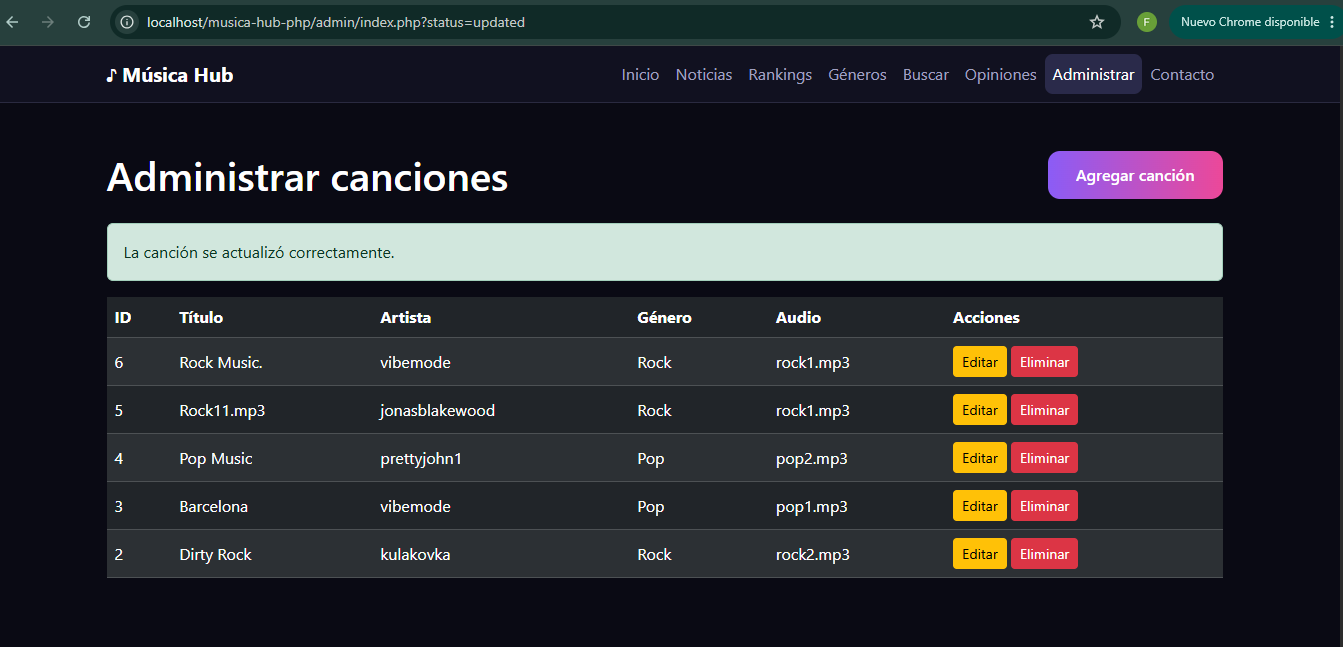 localhost/musica-hub-php/admin/index.php?status=updated
F
Nuevo Chrome disponible
♪ Música Hub
Inicio Noticias Rankings Géneros Buscar Opiniones Administrar Contacto
Administrar canciones
Agregar canción
La canción se actualizó correctamente.
ID Título Artista Género Audio Acciones
6 Rock Music. vibemode Rock rock1.mp3 Editar Eliminar
5 Rock11.mp3 jonasblakewood Rock rock1.mp3 Editar Eliminar
4 Pop Music prettyjohn1 Pop pop2.mp3 Editar Eliminar
3 Barcelona vibemode Pop pop1.mp3 Editar Eliminar
2 Dirty Rock kulakovka Rock rock2.mp3 Editar Eliminar